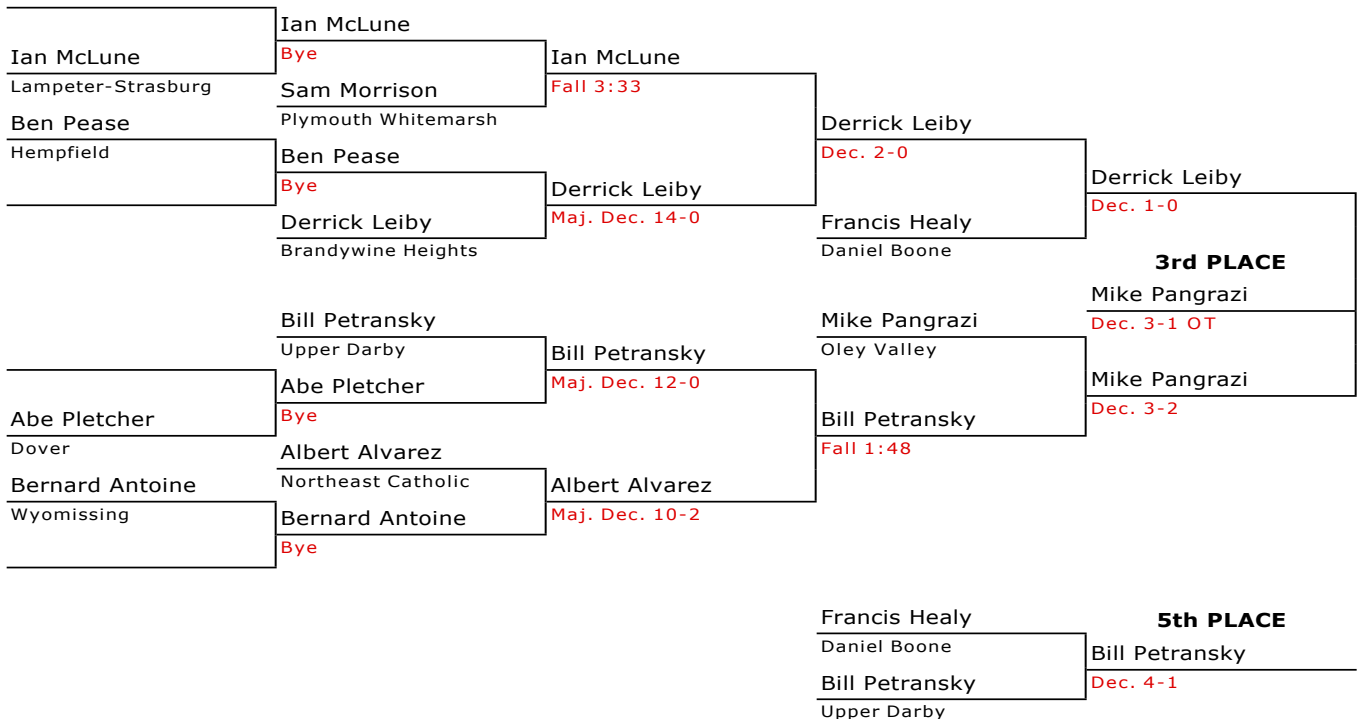 Ian McLune
Lampeter-Strasburg
Ben Pease
Hempfield
Abe Pletcher
Dover
Bernard Antoine
Wyomissing
Ian McLune
Bye
Sam Morrison
Plymouth Whitemarsh
Ben Pease
Bye
Derrick Leiby
Brandywine Heights
Bill Petransky
Upper Darby
Abe Pletcher
Bye
Albert Alvarez
Northeast Catholic
Bernard Antoine
Bye
Ian McLune
Fall 3:33
Derrick Leiby
Maj. Dec. 14-0
Bill Petransky
Maj. Dec. 12-0
Albert Alvarez
Maj. Dec. 10-2
Derrick Leiby
Dec. 2-0
Francis Healy
Daniel Boone
Mike Pangrazi
Oley Valley
Bill Petransky
Fall 1:48
Derrick Leiby
Dec. 1-0
3rd PLACE
Mike Pangrazi
Dec. 3-1 OT
Mike Pangrazi
Dec. 3-2
Francis Healy
Daniel Boone
Bill Petransky
Upper Darby
5th PLACE
Bill Petransky
Dec. 4-1